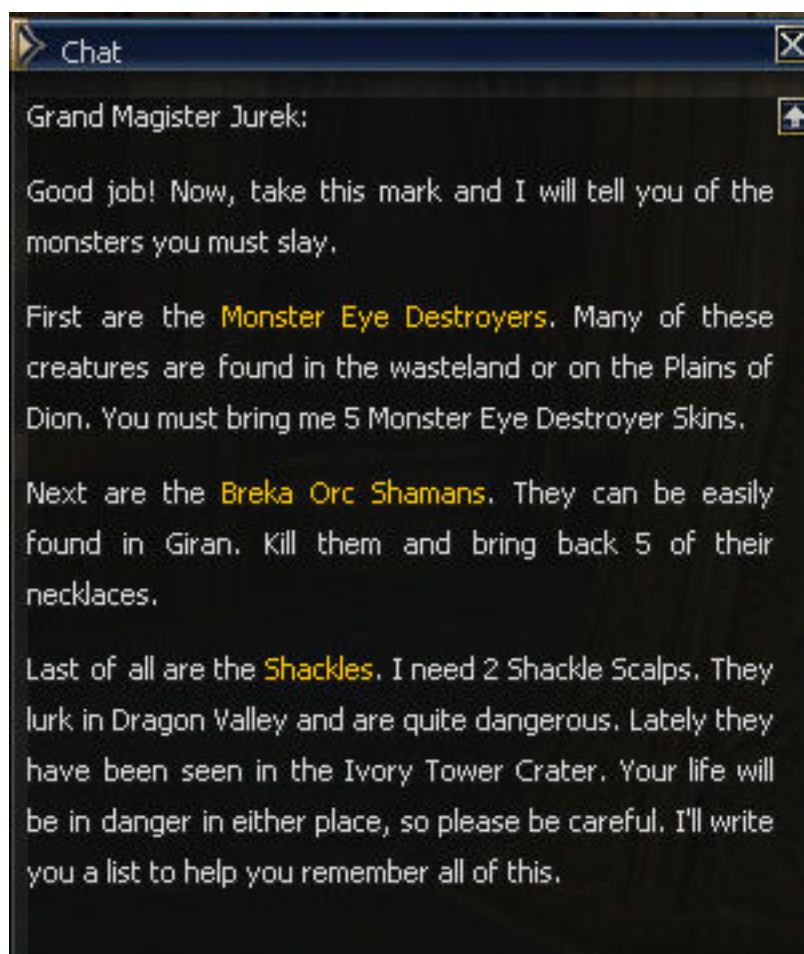 Chat
Grand Magister Jurek:
Good job! Now, take this mark and I will tell you of the
monsters you must slay.
First are the Monster Eye Destroyers. Many of these
creatures are found in the wasteland or on the Plains of
Dion. You must bring me 5 Monster Eye Destroyer Skins.
Next are the Breka Orc Shamans. They can be easily
found in Giran. Kill them and bring back 5 of their
necklaces.
Last of all are the Shackles. I need 2 Shackle Scalps. They
lurk in Dragon Valley and are quite dangerous. Lately they
have been seen in the Ivory Tower Crater. Your life will
be in danger in either place, so please be careful. I'll write
you a list to help you remember all of this.